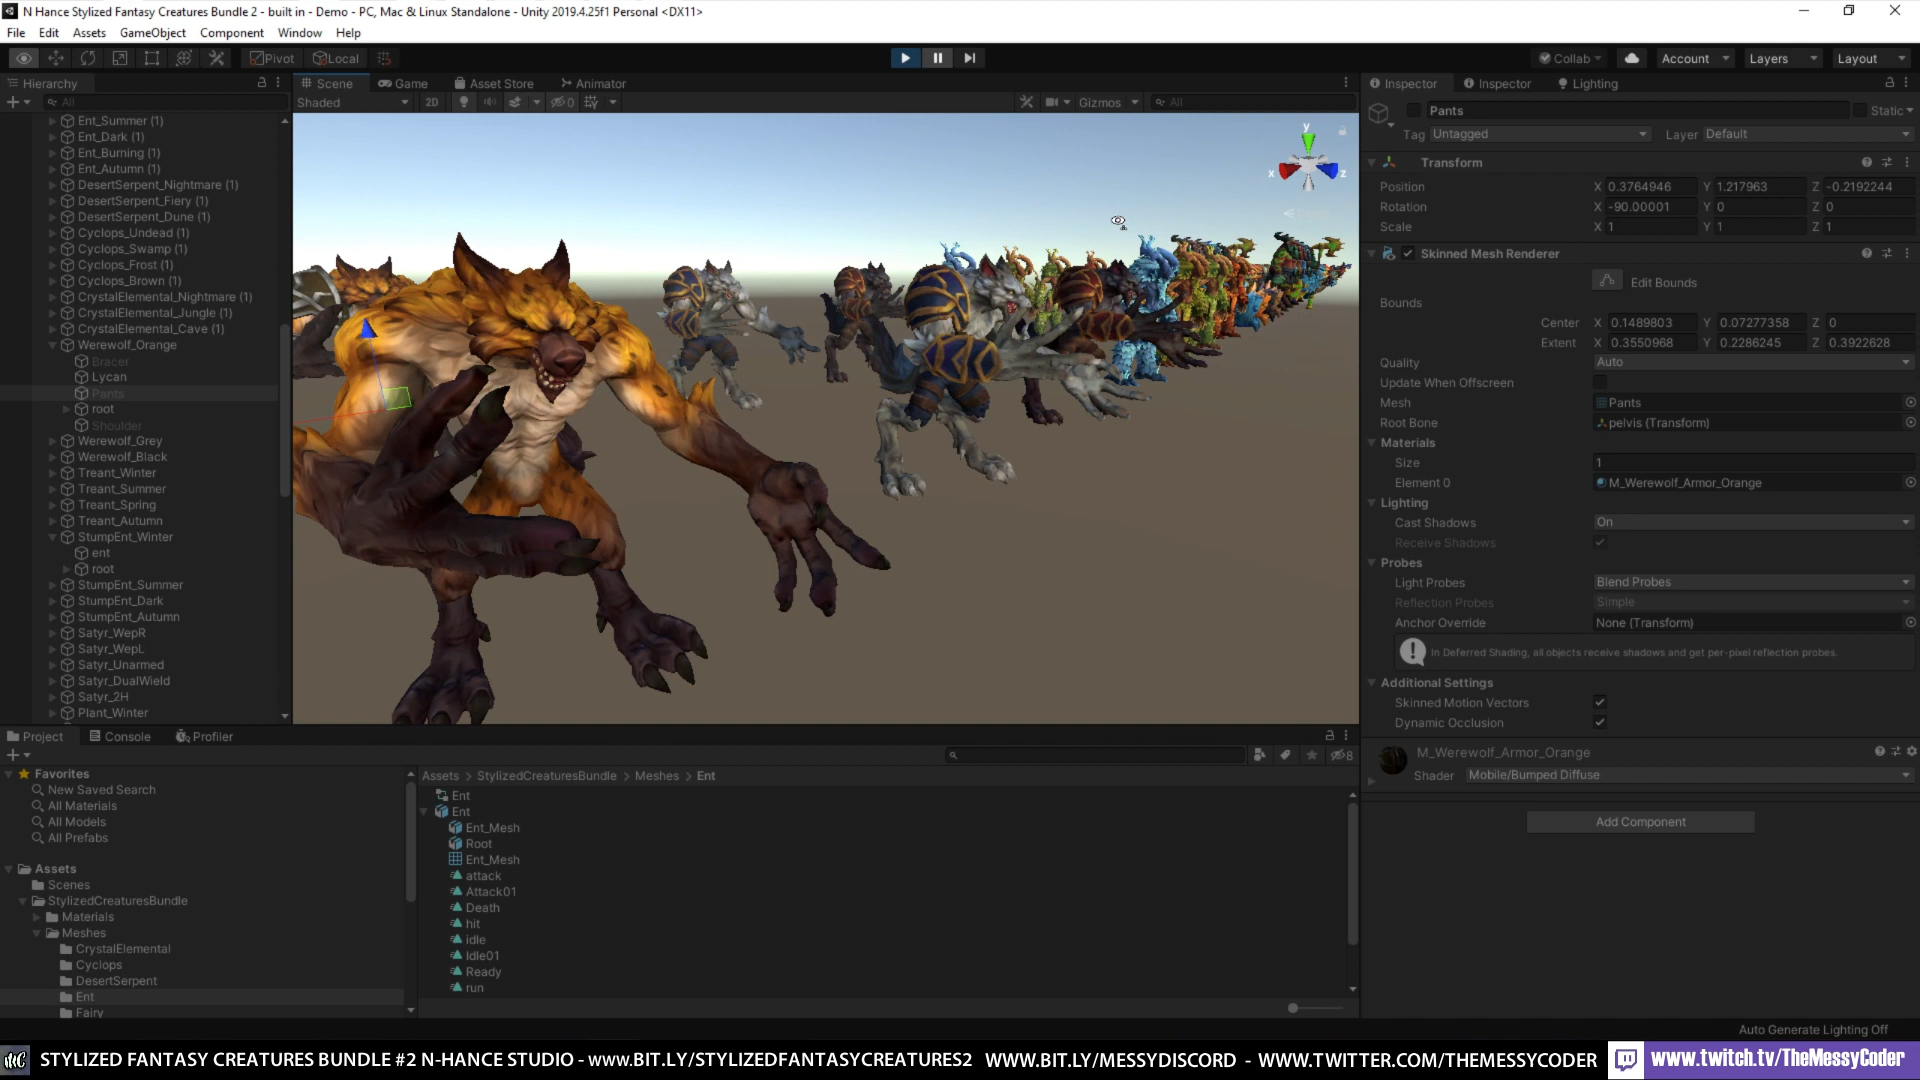 N Hance Stylized Fantasy Creatures Bundle 2 - built in - Demo - PC, Mac & Linux Standalone - Unity 2019.4.25f1 Personal <DX11>
File Edit Assets GameObject Component Window Help
Pivot Local Collab Account Layers Layout
Hierarchy
All
Ent_Summer (1)
Ent_Dark (1)
Ent_Burning (1)
Ent_Autumn (1)
DesertSerpent_Nightmare (1)
DesertSerpent_Fiery (1)
DesertSerpent_Dune (1)
Cyclops_Undead (1)
Cyclops_Swamp (1)
Cyclops_Frost (1)
Cyclops_Brown (1)
CrystalElemental_Nightmare (1)
CrystalElemental_Jungle (1)
CrystalElemental_Cave (1)
Werewolf_Orange
Bracer
Lycan
Pants
root
Shoulder
Werewolf_Grey
Werewolf_Black
Treant_Winter
Treant_Summer
Treant_Spring
Treant_Autumn
StumpEnt_Winter
ent
root
StumpEnt_Summer
StumpEnt_Dark
StumpEnt_Autumn
Satyr_WepR
Satyr_WepL
Satyr_Unarmed
Satyr_DualWield
Satyr_2H
Plant_Winter
Scene Game Asset Store Animator
Shaded 2D 0 Gizmos All
y
x z
Inspector Inspector Lighting
Pants Static
Tag Untagged Layer Default
Transform
Position X 0.3764946 Y 1.217963 Z -0.2192244
Rotation X -90.00001 Y 0 Z 0
Scale X 1 Y 1 Z 1
Skinned Mesh Renderer
Edit Bounds
Bounds
Center X 0.1489803 Y 0.07277358 Z 0
Extent X 0.3550968 Y 0.2286245 Z 0.3922628
Quality Auto
Update When Offscreen
Mesh Pants
Root Bone pelvis (Transform)
Materials
Size 1
Element 0 M_Werewolf_Armor_Orange
Lighting
Cast Shadows On
Receive Shadows
Probes
Light Probes Blend Probes
Reflection Probes Simple
Anchor Override None (Transform)
In Deferred Shading, all objects receive shadows and get per-pixel reflection probes.
Additional Settings
Skinned Motion Vectors
Dynamic Occlusion
M_Werewolf_Armor_Orange
Shader Mobile/Bumped Diffuse
Add Component
Project Console Profiler
8
Favorites
New Saved Search
All Materials
All Models
All Prefabs
Assets
Scenes
StylizedCreaturesBundle
Materials
Meshes
CrystalElemental
Cyclops
DesertSerpent
Ent
Fairy
Assets > StylizedCreaturesBundle > Meshes > Ent
Ent
Ent
Ent_Mesh
Root
Ent_Mesh
attack
Attack01
Death
hit
idle
Idle01
Ready
run
Auto Generate Lighting Off
MC STYLIZED FANTASY CREATURES BUNDLE #2 N-HANCE STUDIO - www.BIT.LY/STYLIZEDFANTASYCREATURES2 WWW.BIT.LY/MESSYDISCORD - WWW.TWITTER.COM/THEMESSYCODER www.twitch.tv/TheMessyCoder